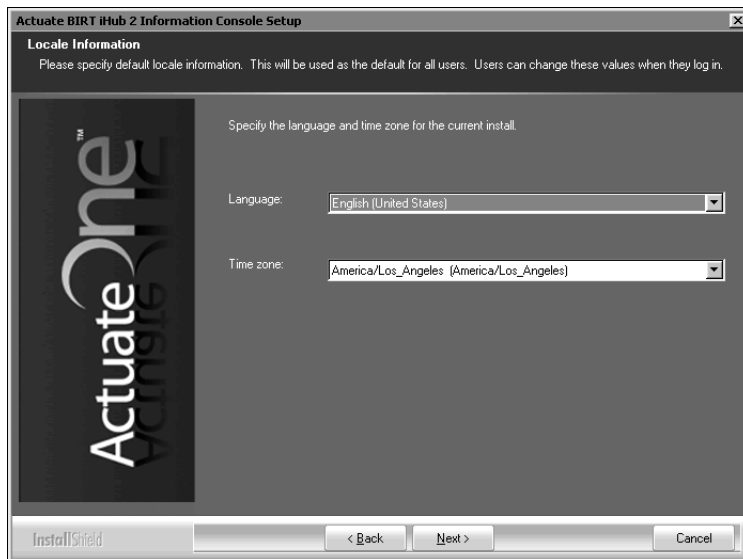 Actuate BIRT iHub 2 Information Console Setup
Locale Information
Please specify default locale information. This will be used as the default for all users. Users can change these values when they log in.
ActuateOne™
Specify the language and time zone for the current install.
Language:
English (United States)
Time zone:
America/Los_Angeles (America/Los_Angeles)
InstallShield
< Back
Next >
Cancel